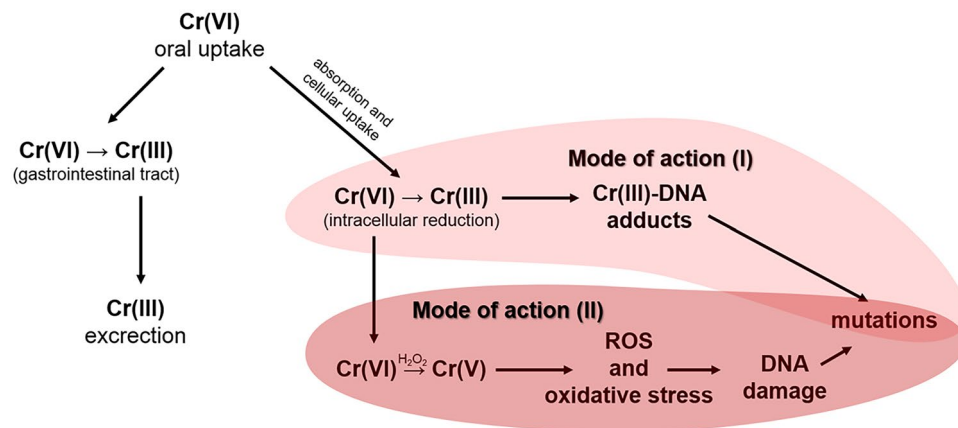 Cr(VI)
oral uptake
absorption and
cellular uptake
Cr(VI) → Cr(III)
(gastrointestinal tract)
Cr(III)
excrection
Mode of action (I)
Cr(VI) → Cr(III)
(intracellular reduction)
Cr(III)-DNA
adducts
Mode of action (II)
mutations
Cr(VI) H₂O₂→ Cr(V)
ROS
and
oxidative stress
DNA
damage